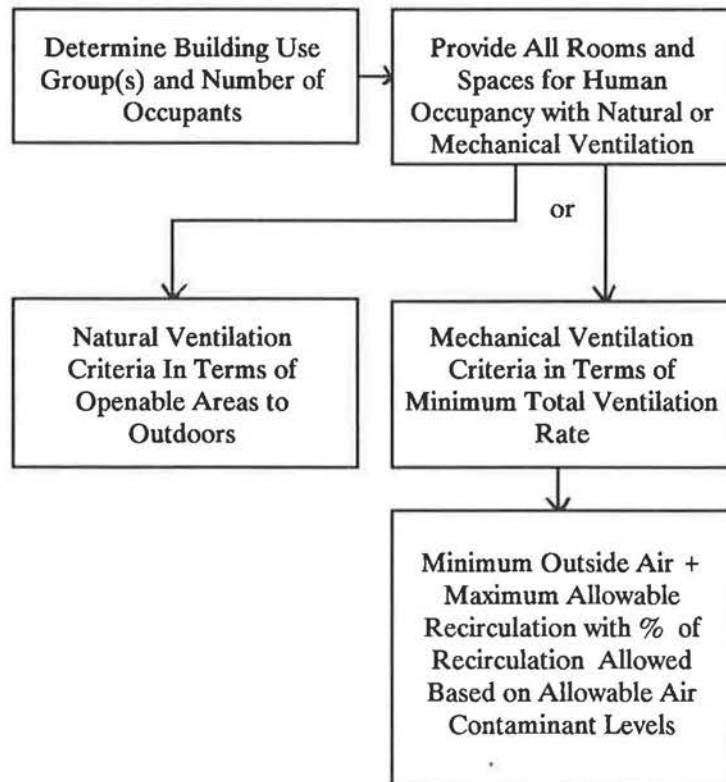 Determine Building Use
Group(s) and Number of
Occupants
Provide All Rooms and
Spaces for Human
Occupancy with Natural or
Mechanical Ventilation
or
Natural Ventilation
Criteria In Terms of
Openable Areas to
Outdoors
Mechanical Ventilation
Criteria in Terms of
Minimum Total Ventilation
Rate
Minimum Outside Air +
Maximum Allowable
Recirculation with % of
Recirculation Allowed
Based on Allowable Air
Contaminant Levels